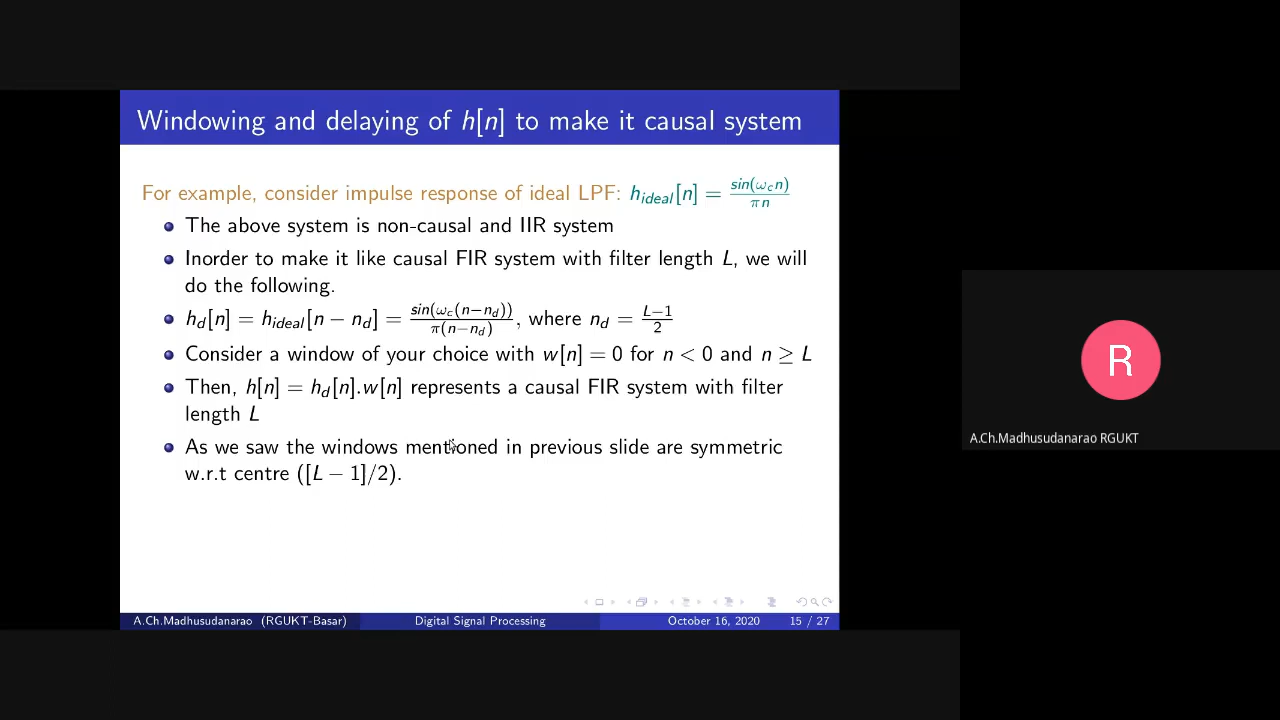 Windowing and delaying of h[n] to make it causal system
For example, consider impulse response of ideal LPF: h_ideal[n] = sin(ω_c n)/πn
The above system is non-causal and IIR system
Inorder to make it like causal FIR system with filter length L, we will
do the following.
h_d[n] = h_ideal[n − n_d] = sin(ω_c(n−n_d))/π(n−n_d), where n_d = L−1/2
Consider a window of your choice with w[n] = 0 for n < 0 and n ≥ L
Then, h[n] = h_d[n].w[n] represents a causal FIR system with filter
length L
As we saw the windows mentioned in previous slide are symmetric
w.r.t centre ([L − 1]/2).
A.Ch.Madhusudanarao (RGUKT-Basar) Digital Signal Processing October 16, 2020 15 / 27
R
A.Ch.Madhusudanarao RGUKT